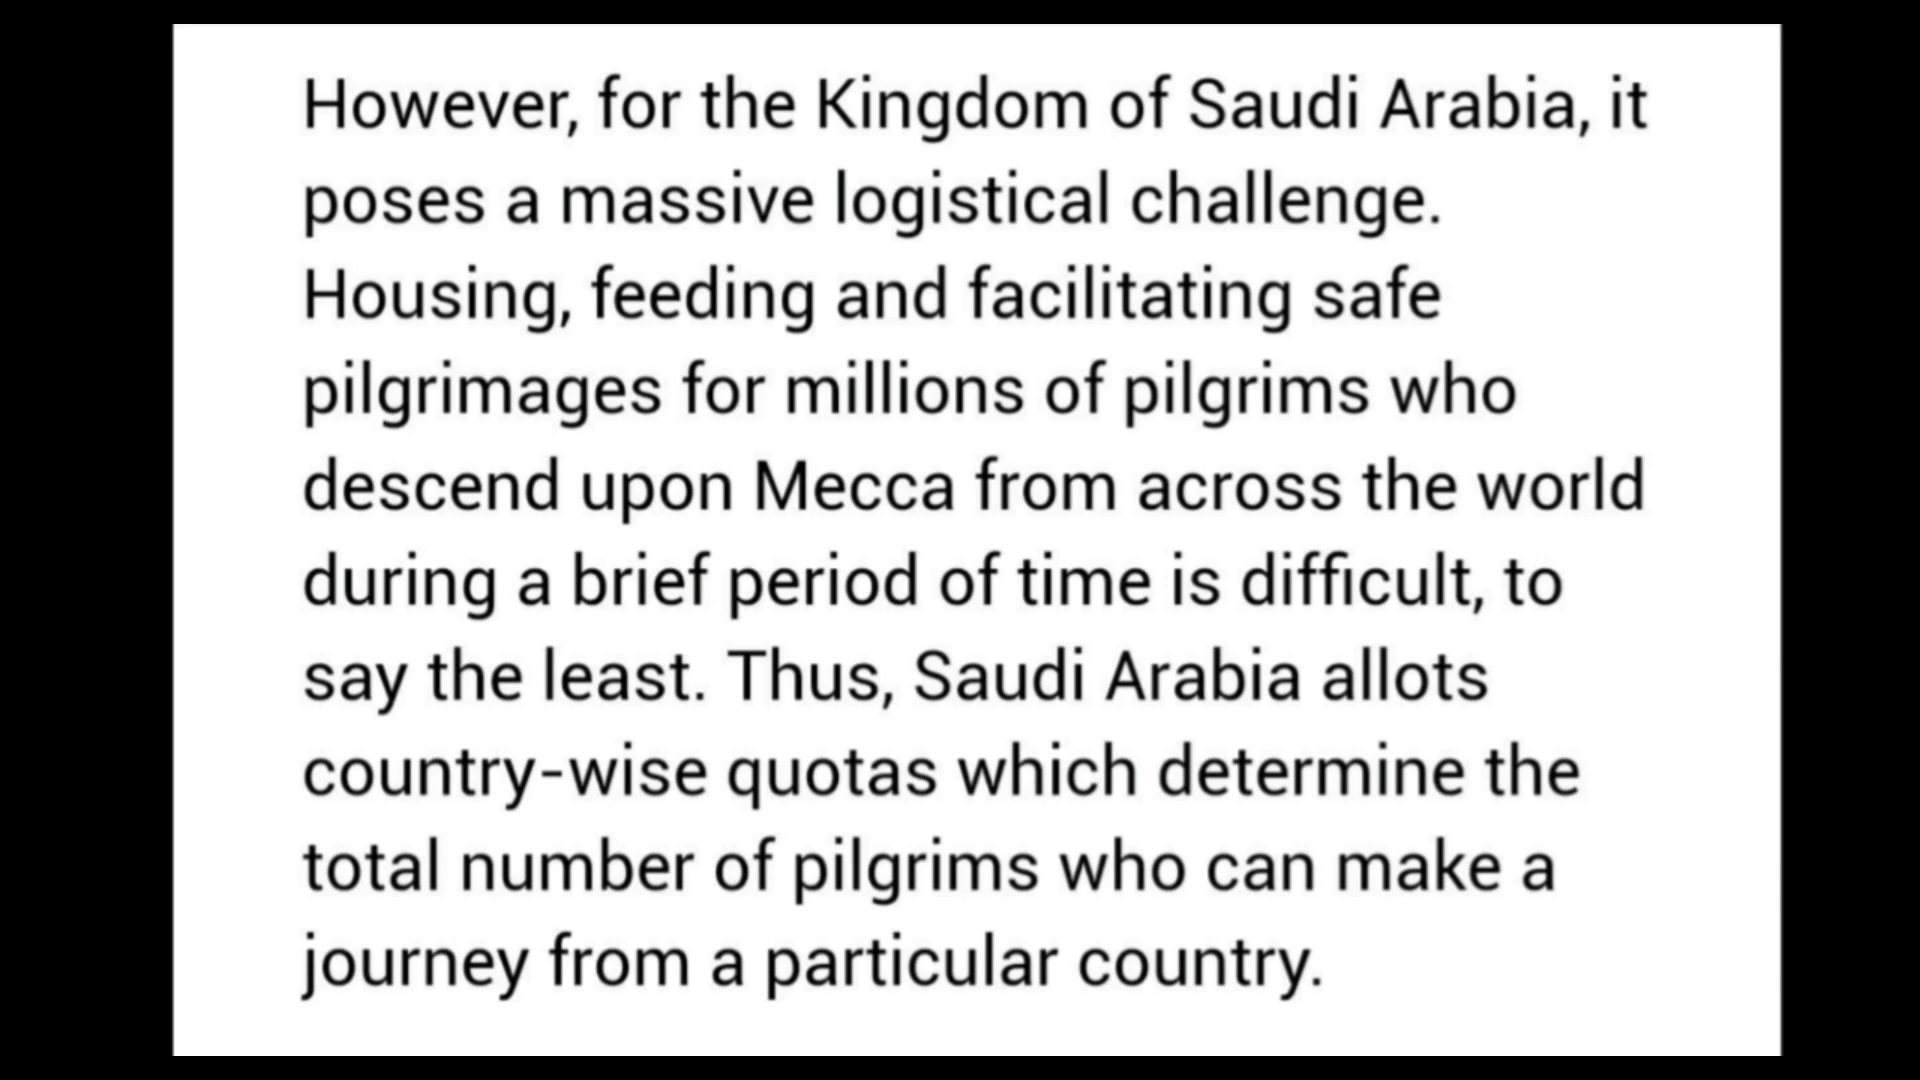 However, for the Kingdom of Saudi Arabia, it
poses a massive logistical challenge.
Housing, feeding and facilitating safe
pilgrimages for millions of pilgrims who
descend upon Mecca from across the world
during a brief period of time is difficult, to
say the least. Thus, Saudi Arabia allots
country-wise quotas which determine the
total number of pilgrims who can make a
journey from a particular country.